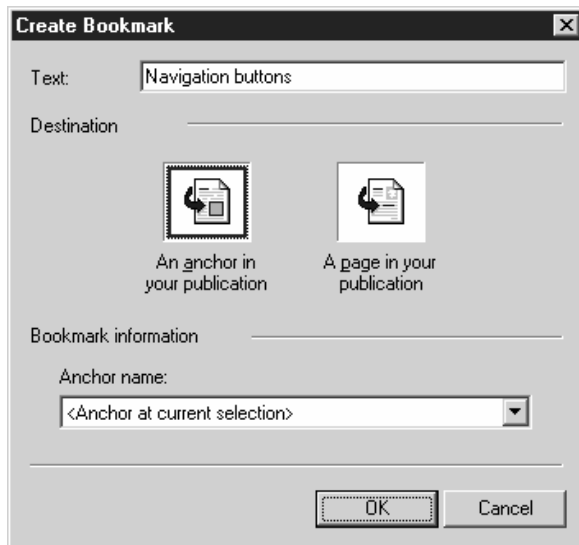 Create Bookmark
Text: Navigation buttons
Destination
An anchor in
your publication
A page in your
publication
Bookmark information
Anchor name:
<Anchor at current selection>
OK Cancel